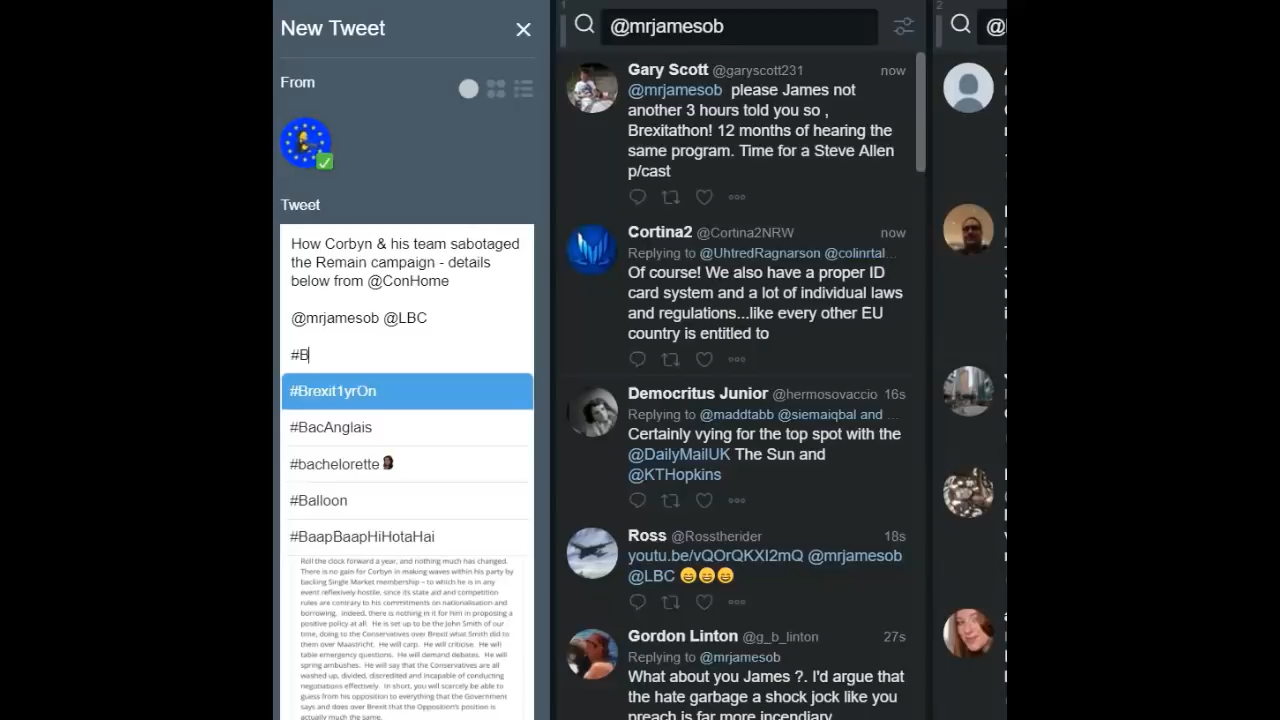 New Tweet
From
Tweet
How Corbyn & his team sabotaged
the Remain campaign - details
below from @ConHome
@mrjamesob @LBC
#B
#Brexit1yrOn
#BacAnglais
#bachelorette
#Balloon
#BaapBaapHiHotaHai
Roll the clock forward a year, and nothing much has changed.
There is no gain for Corbyn in making waves within his party by
backing Single Market membership – to which he is in any
event reflexively hostile, since its state aid and competition
rules are contrary to his commitments on nationalisation and
borrowing. Indeed, there is nothing in it for him in proposing a
positive policy at all. He is set up to be the John Smith of our
time, doing to the Conservatives over Brexit what Smith did to
them over Maastricht. He will carp. He will criticise. He will
table emergency questions. He will demand debates. He will
spring ambushes. He will say that the Conservatives are all
washed up, divided, discredited and incapable of conducting
negotiations effectively. In short, you will scarcely be able to
guess from his opposition to everything that the Government
says and does over Brexit that the Opposition's position is
actually much the same.
1
@mrjamesob
Gary Scott @garyscott231 now
@mrjamesob please James not
another 3 hours told you so ,
Brexitathon! 12 months of hearing the
same program. Time for a Steve Allen
p/cast
Cortina2 @Cortina2NRW now
Replying to @UhtredRagnarson @colinrtal...
Of course! We also have a proper ID
card system and a lot of individual laws
and regulations...like every other EU
country is entitled to
Democritus Junior @hermosovaccio 16s
Replying to @maddtabb @siemaiqbal and ...
Certainly vying for the top spot with the
@DailyMailUK The Sun and
@KTHopkins
Ross @Rosstherider 18s
youtu.be/vQOrQKXI2mQ @mrjamesob
@LBC 😄😄😄
Gordon Linton @g_b_linton 27s
Replying to @mrjamesob
What about you James ?. I'd argue that
the hate garbage a shock jock like you
preach is far more incendiary
2
@